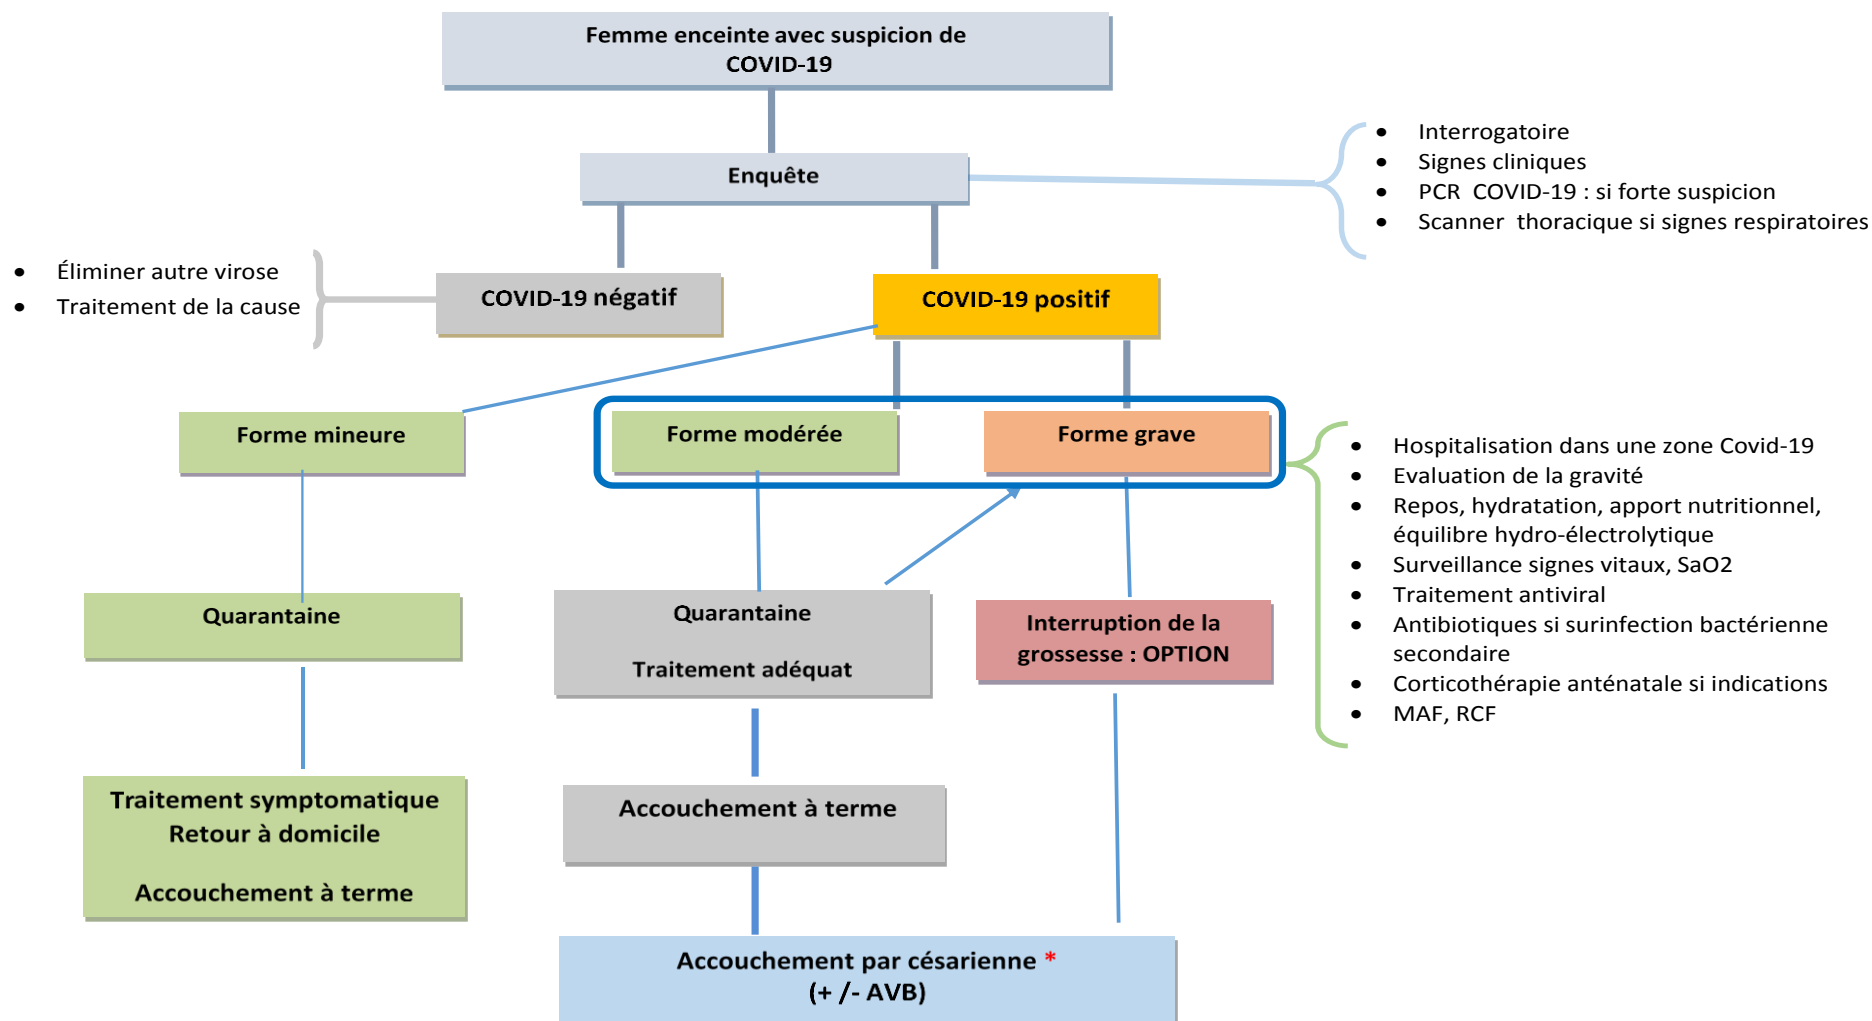 Femme enceinte avec suspicion de
COVID-19
Enquête
• Interrogatoire
• Signes cliniques
• PCR COVID-19 : si forte suspicion
• Scanner thoracique si signes respiratoires
• Éliminer autre virose
• Traitement de la cause
COVID-19 négatif
COVID-19 positif
Forme mineure
Forme modérée
Forme grave
• Hospitalisation dans une zone Covid-19
• Evaluation de la gravité
• Repos, hydratation, apport nutritionnel,
équilibre hydro-électrolytique
• Surveillance signes vitaux, SaO2
• Traitement antiviral
• Antibiotiques si surinfection bactérienne
secondaire
• Corticothérapie anténatale si indications
• MAF, RCF
Quarantaine
Quarantaine
Traitement adéquat
Interruption de la
grossesse : OPTION
Traitement symptomatique
Retour à domicile
Accouchement à terme
Accouchement à terme
Accouchement par césarienne *
(+ /- AVB)